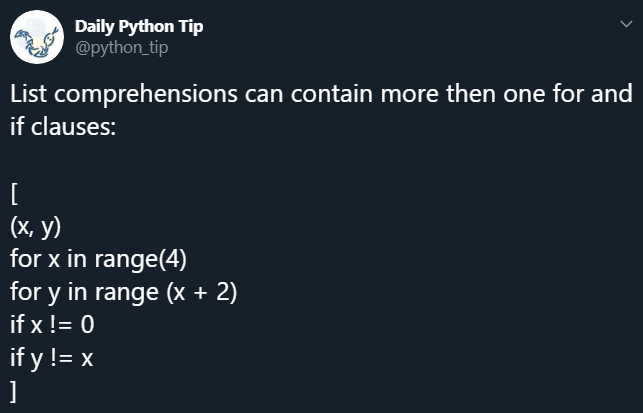 Daily Python Tip
@python_tip
List comprehensions can contain more then one for and
if clauses:
[
(x, y)
for x in range(4)
for y in range (x + 2)
if x != 0
if y != x
]